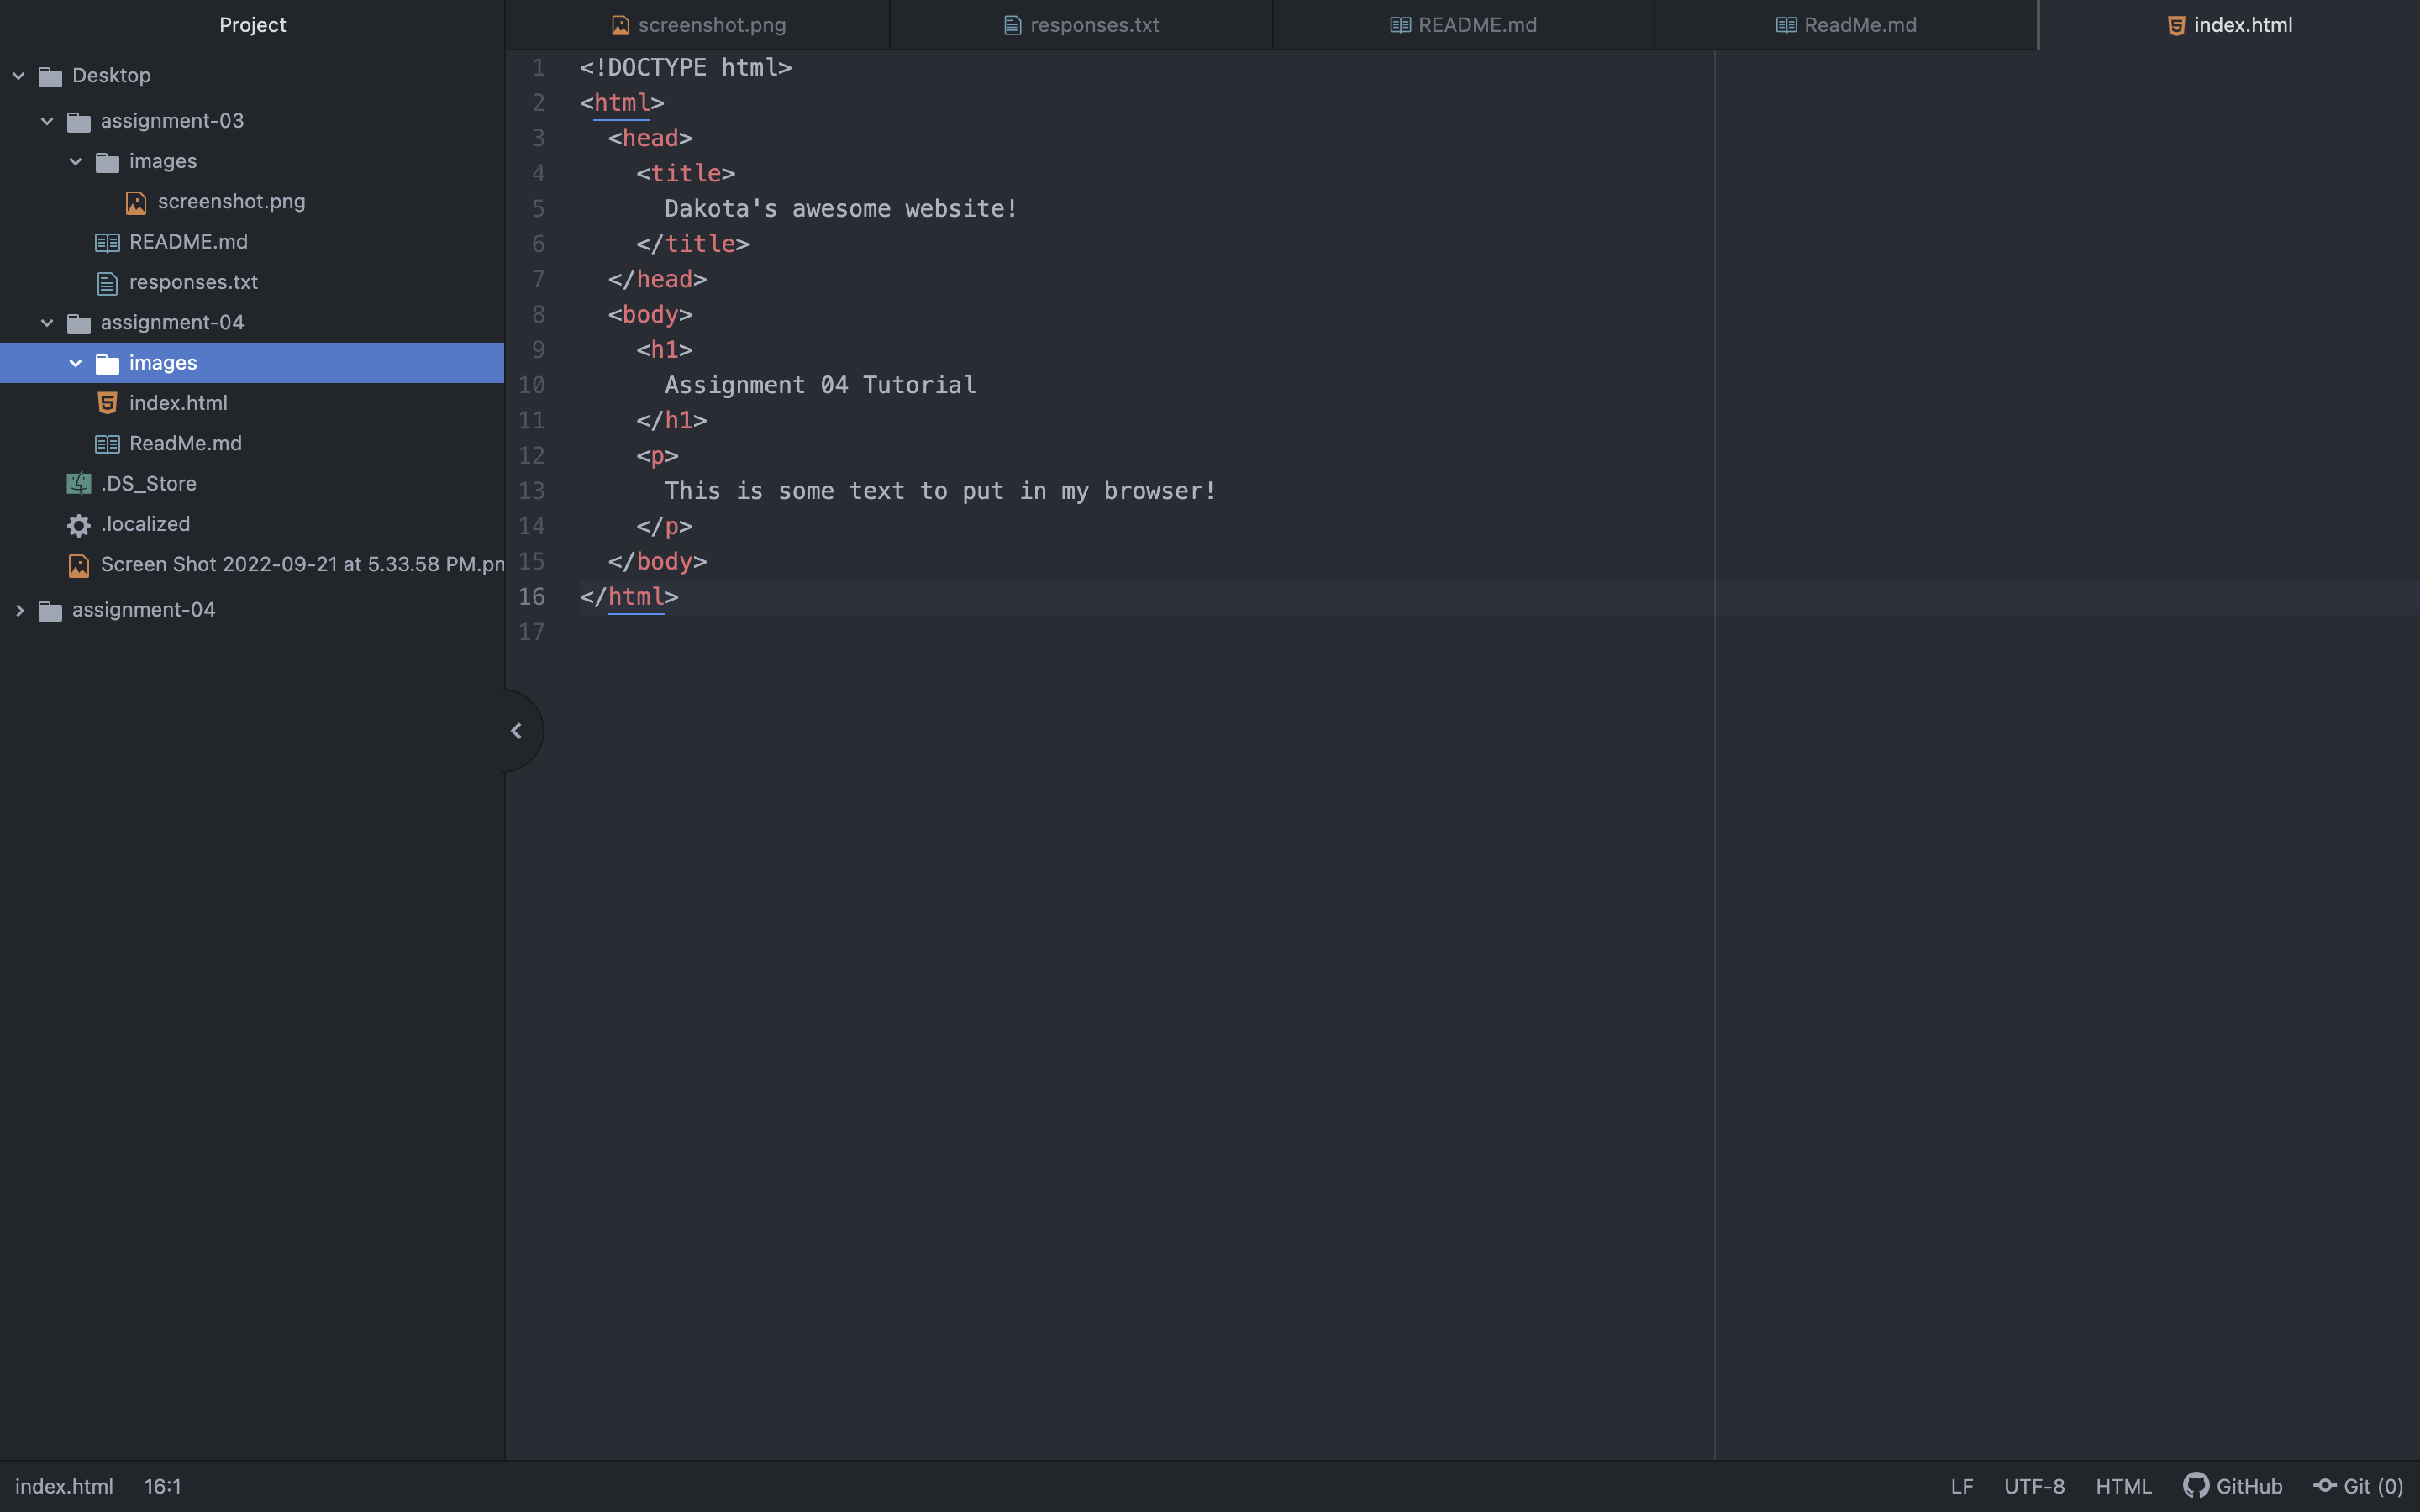 Project
Desktop
assignment-03
images
screenshot.png
README.md
responses.txt
assignment-04
images
index.html
ReadMe.md
.DS_Store
.localized
Screen Shot 2022-09-21 at 5.33.58 PM.pn
assignment-04
screenshot.png
responses.txt
README.md
ReadMe.md
index.html
1 <!DOCTYPE html>
2 <html>
3 <head>
4 <title>
5 Dakota's awesome website!
6 </title>
7 </head>
8 <body>
9 <h1>
10 Assignment 04 Tutorial
11 </h1>
12 <p>
13 This is some text to put in my browser!
14 </p>
15 </body>
16 </html>
17
index.html 16:1
LF UTF-8 HTML GitHub Git (0)